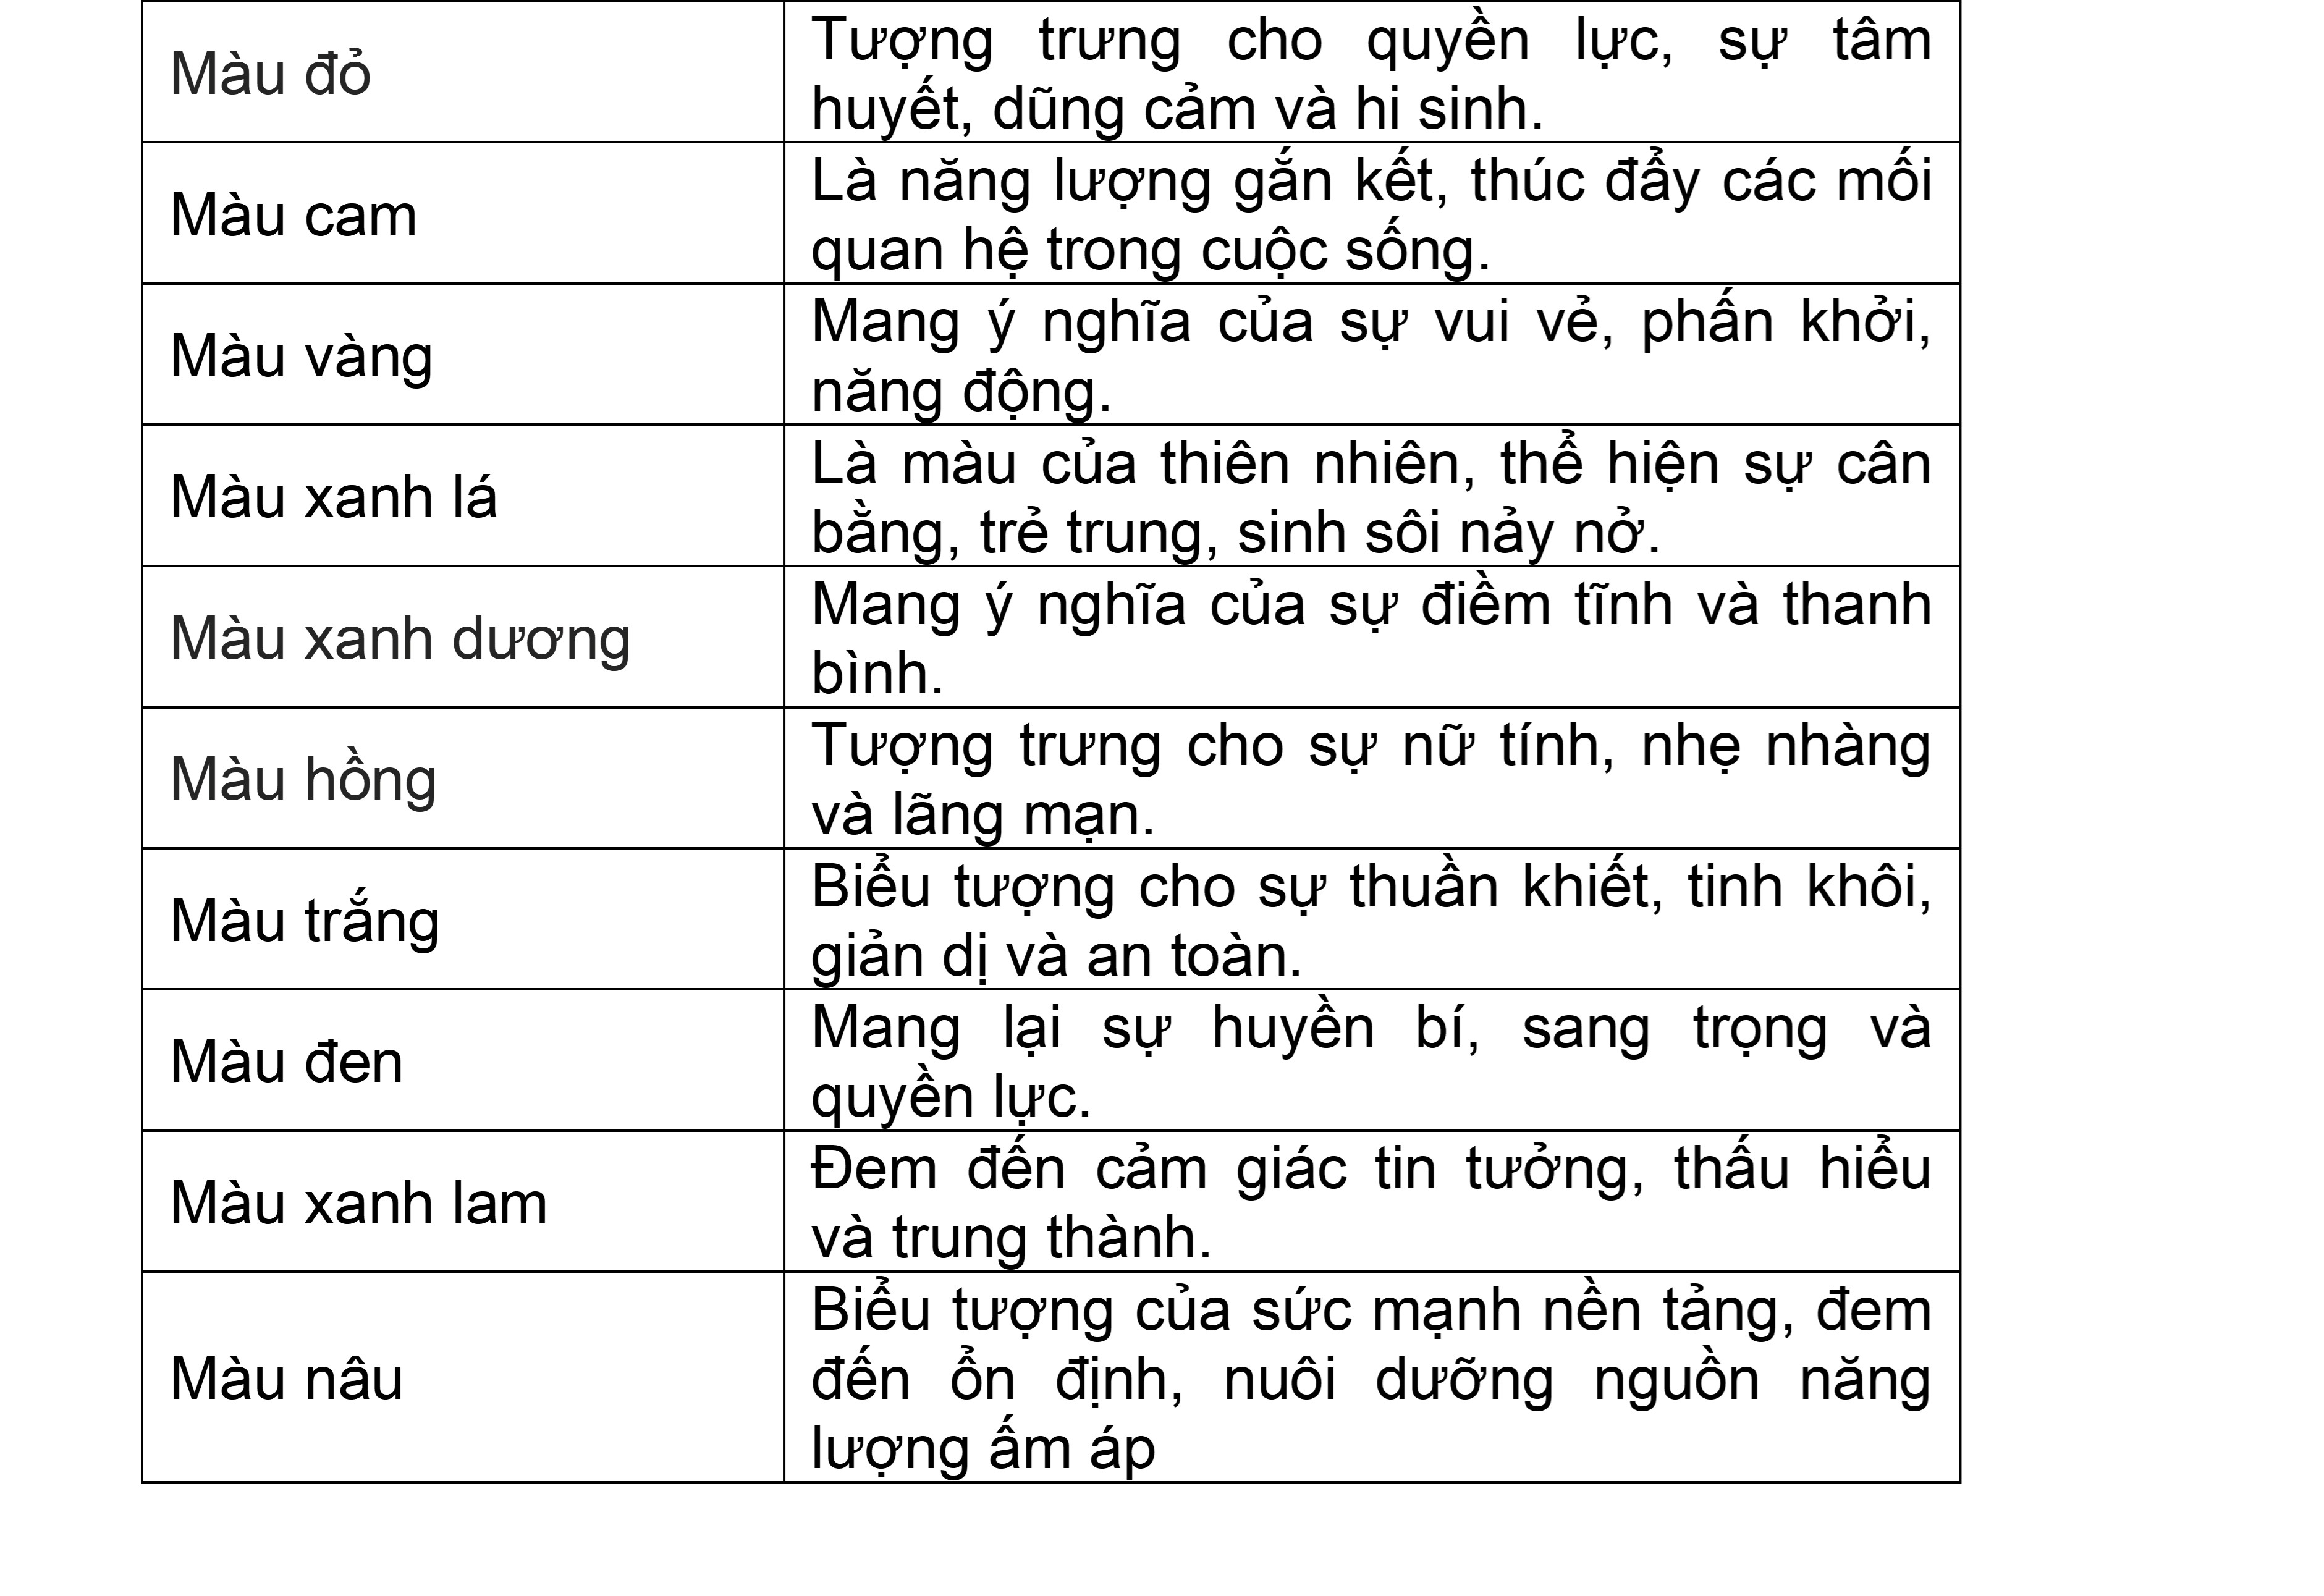 Màu đỏ
Tượng trưng cho quyền lực, sự tâm
huyết, dũng cảm và hi sinh.
Màu cam
Là năng lượng gắn kết, thúc đẩy các mối
quan hệ trong cuộc sống.
Màu vàng
Mang ý nghĩa của sự vui vẻ, phấn khởi,
năng động.
Màu xanh lá
Là màu của thiên nhiên, thể hiện sự cân
bằng, trẻ trung, sinh sôi nảy nở.
Màu xanh dương
Mang ý nghĩa của sự điềm tĩnh và thanh
bình.
Màu hồng
Tượng trưng cho sự nữ tính, nhẹ nhàng
và lãng mạn.
Màu trắng
Biểu tượng cho sự thuần khiết, tinh khôi,
giản dị và an toàn.
Màu đen
Mang lại sự huyền bí, sang trọng và
quyền lực.
Màu xanh lam
Đem đến cảm giác tin tưởng, thấu hiểu
và trung thành.
Màu nâu
Biểu tượng của sức mạnh nền tảng, đem
đến ổn định, nuôi dưỡng nguồn năng
lượng ấm áp